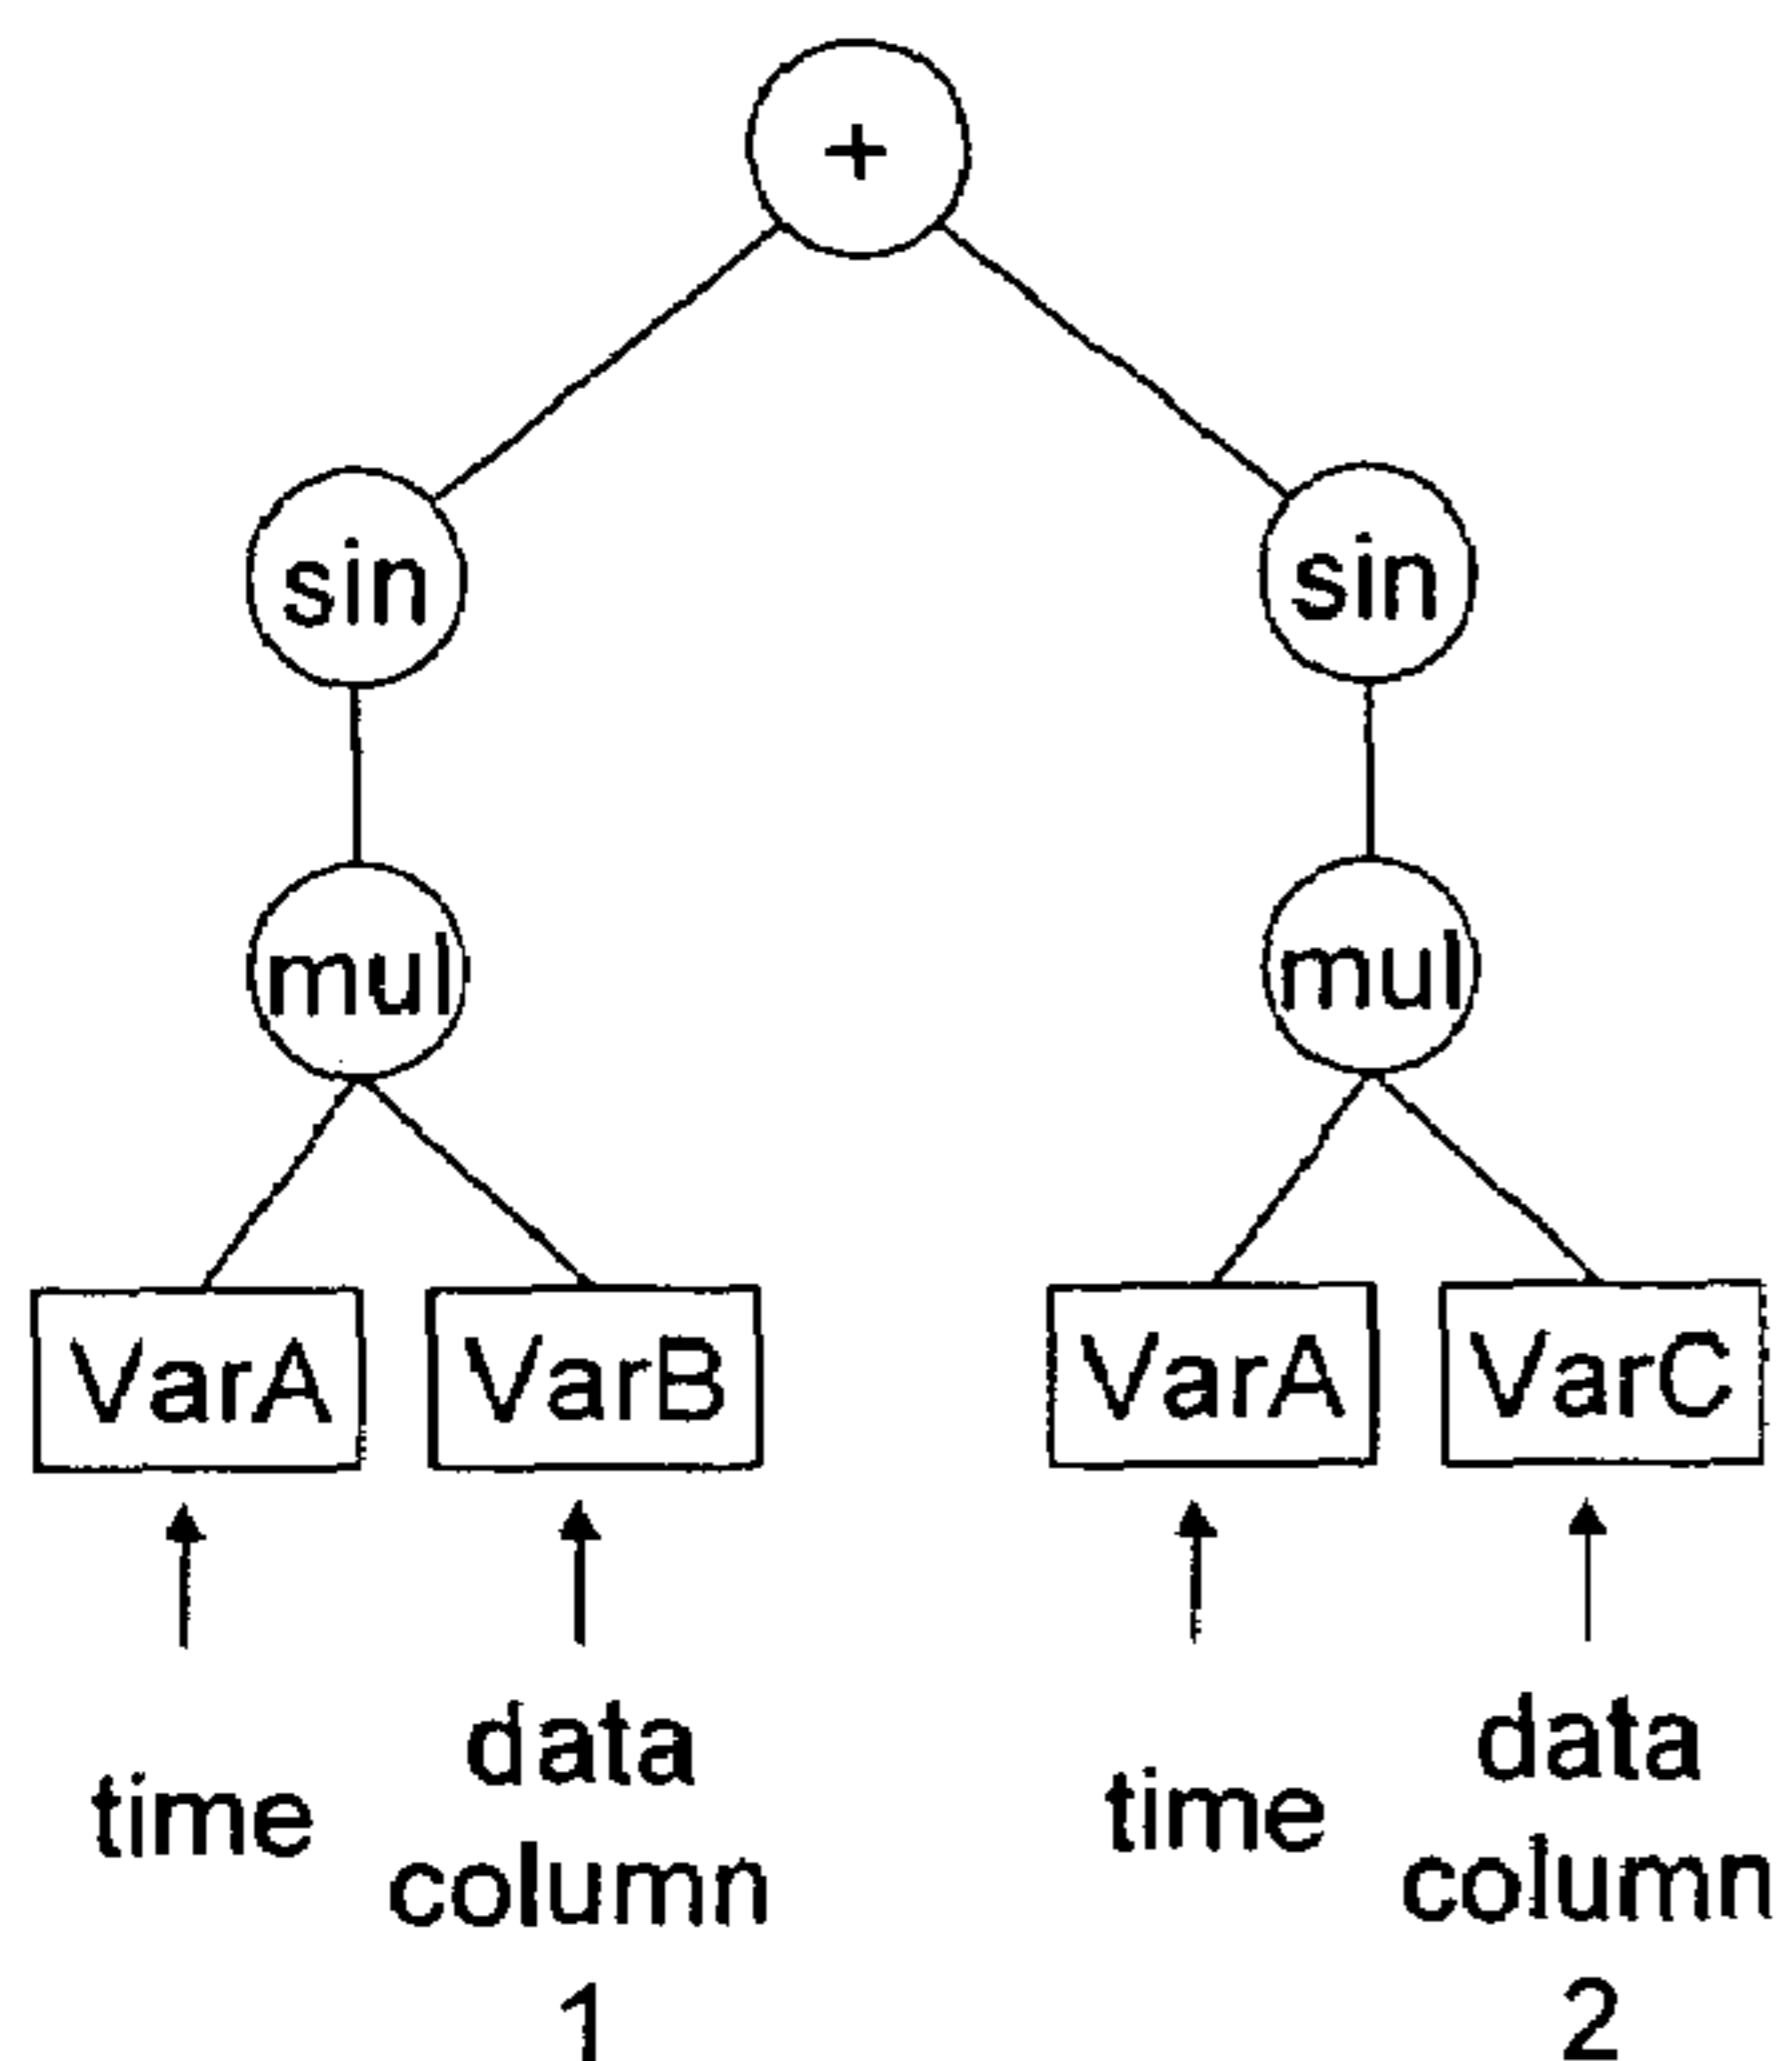 +
sin sin
mul mul
VarA VarB VarA VarC
time data column 1 time data column 2